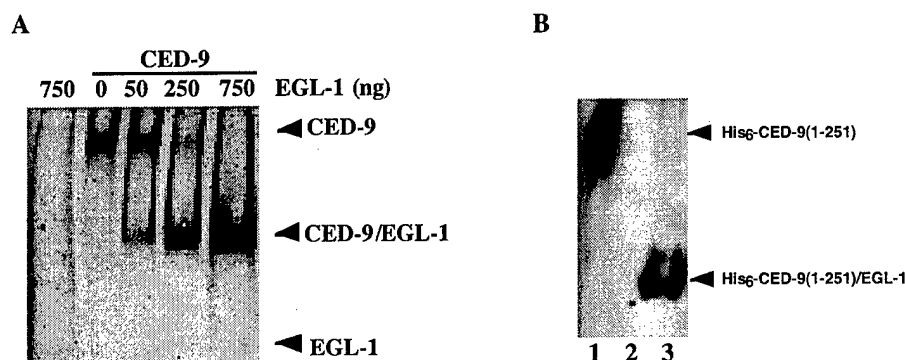 A
CED-9
750 0 50 250 750 EGL-1 (ng)
CED-9
CED-9/EGL-1
EGL-1
B
His6-CED-9(1-251)
His6-CED-9(1-251)/EGL-1
1 2 3